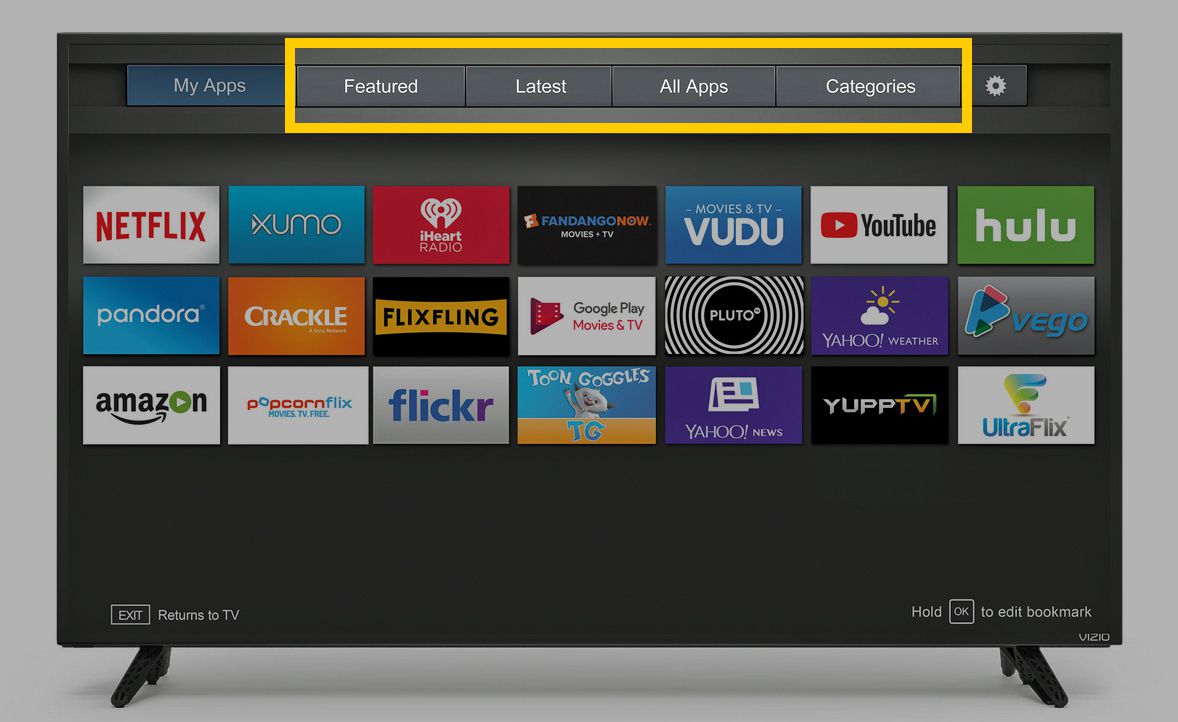 My Apps Featured Latest All Apps Categories
NETFLIX XUMO iHeart RADIO FANDANGONOW MOVIES + TV MOVIES & TV VUDU YouTube hulu
pandora CRACKLE A Sony Network FLIXFLING Google Play Movies & TV PLUTO TV YAHOO! WEATHER vego
amazon popcornflix MOVIES. TV. FREE. flickr TOON GOGGLES TG YAHOO! NEWS YUPPTV UltraFlix
EXIT Returns to TV Hold OK to edit bookmark
VIZIO